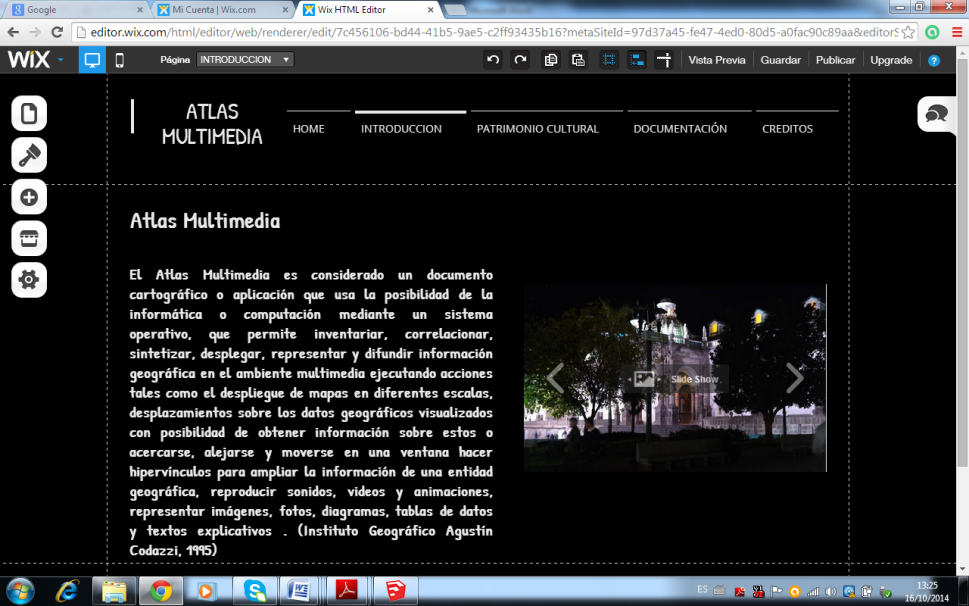 Google
Mi Cuenta | Wix.com
Wix HTML Editor
editor.wix.com/html/editor/web/renderer/edit/7c456106-bd44-41b5-9ae5-c2ff93435b16?metaSiteId=97d37a45-fe47-4ed0-80d5-a0fac90c89aa&editorS
WiX
Página
INTRODUCCION
Vista Previa
Guardar
Publicar
Upgrade
?
ATLAS
MULTIMEDIA
HOME
INTRODUCCION
PATRIMONIO CULTURAL
DOCUMENTACIÓN
CREDITOS
Atlas Multimedia
El Atlas Multimedia es considerado un documento
cartográfico o aplicación que usa la posibilidad de la
informática o computación mediante un sistema
operativo, que permite inventariar, correlacionar,
sintetizar, desplegar, representar y difundir información
geográfica en el ambiente multimedia ejecutando acciones
tales como el despliegue de mapas en diferentes escalas,
desplazamientos sobre los datos geográficos visualizados
con posibilidad de obtener información sobre estos o
acercarse, alejarse y moverse en una ventana hacer
hipervínculos para ampliar la información de una entidad
geográfica, reproducir sonidos, videos y animaciones,
representar imágenes, fotos, diagramas, tablas de datos
y textos explicativos . (Instituto Geográfico Agustín
Codazzi, 1995)
Slide Show
ES
13:25
16/10/2014